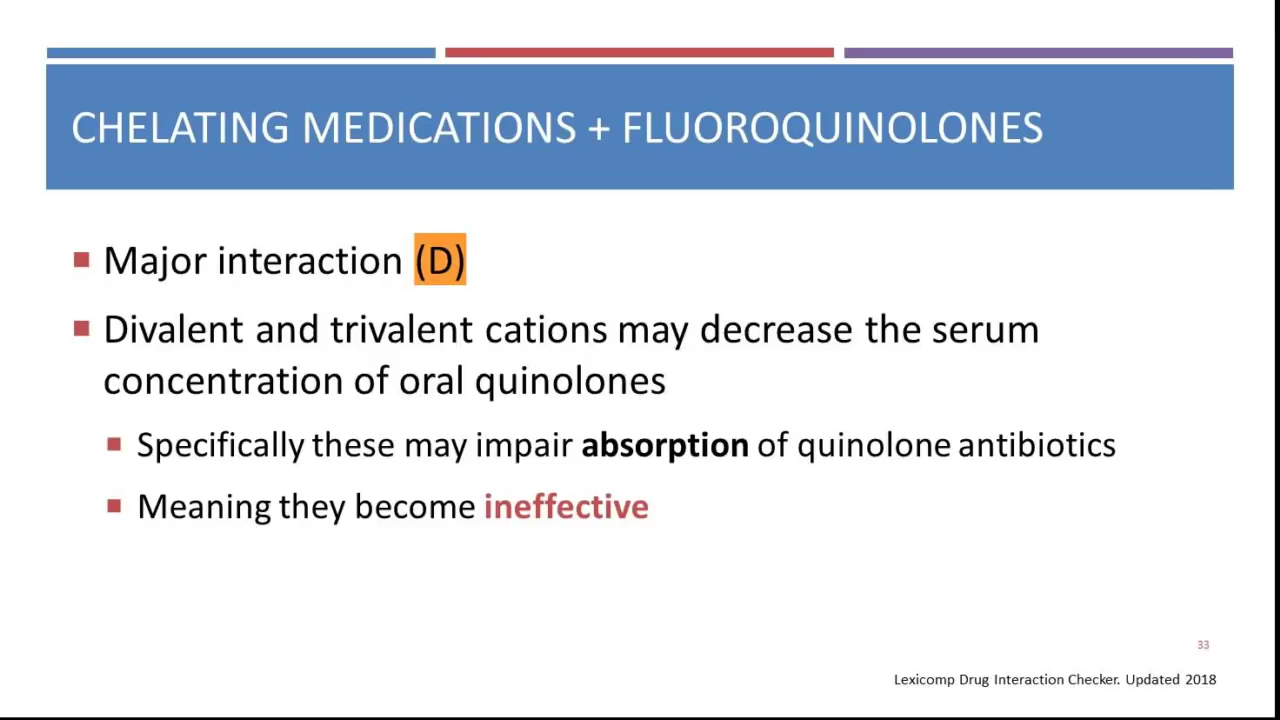 CHELATING MEDICATIONS + FLUOROQUINOLONES
Major interaction (D)
Divalent and trivalent cations may decrease the serum
concentration of oral quinolones
Specifically these may impair absorption of quinolone antibiotics
Meaning they become ineffective
33
Lexicomp Drug Interaction Checker. Updated 2018